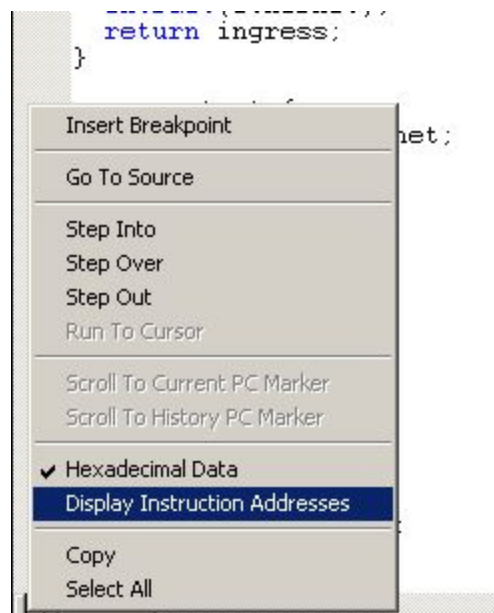 return ingress;
}
net;
Insert Breakpoint
Go To Source
Step Into
Step Over
Step Out
Run To Cursor
Scroll To Current PC Marker
Scroll To History PC Marker
Hexadecimal Data
Display Instruction Addresses
Copy
Select All